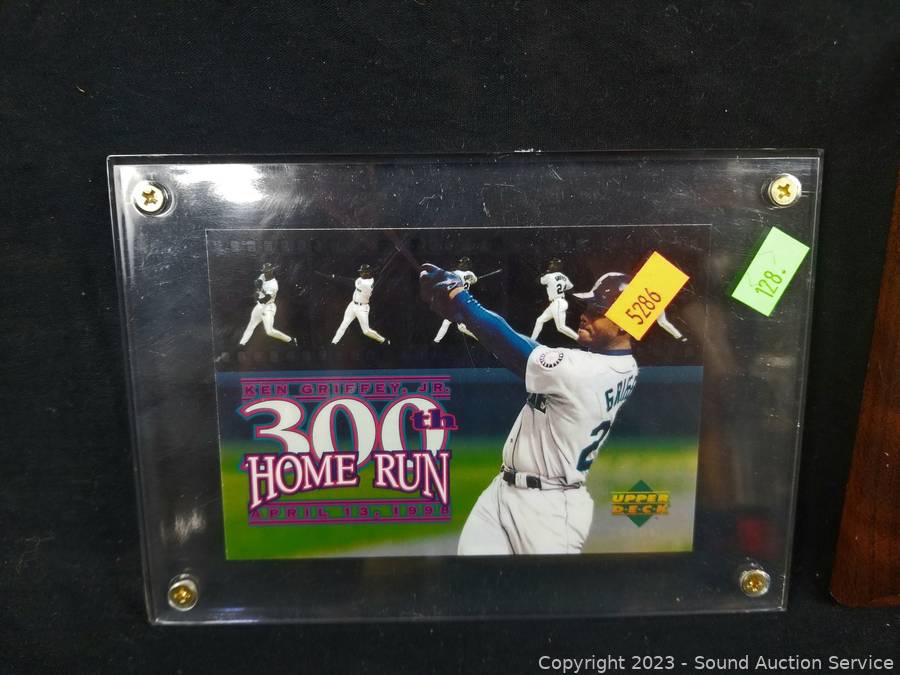 5286
128.
KEN GRIFFEY, JR.
300th
HOME RUN
APRIL 13, 1998
UPPER
DECK
Copyright 2023 - Sound Auction Service